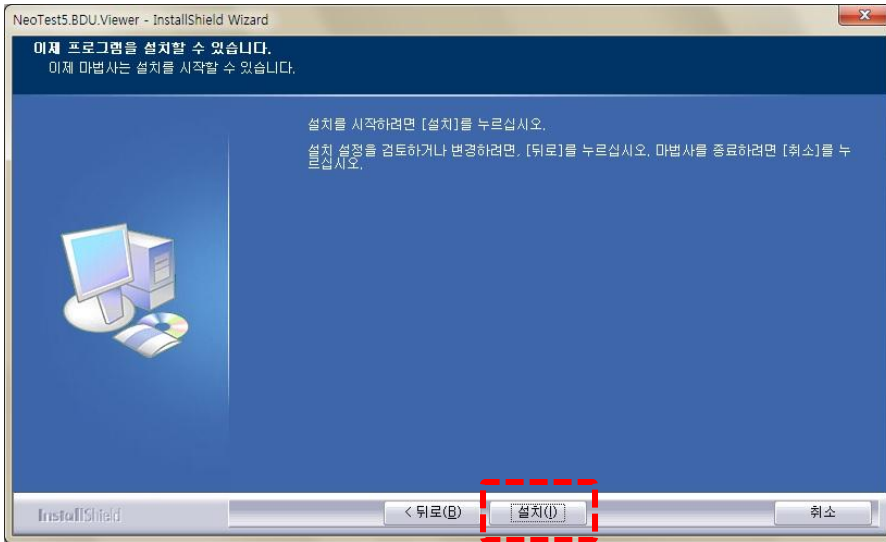 NeoTest5.BDU.Viewer - InstallShield Wizard
이제 프로그램을 설치할 수 있습니다.
이제 마법사는 설치를 시작할 수 있습니다.
설치를 시작하려면 [설치]를 누르십시오.
설치 설정을 검토하거나 변경하려면, [뒤로]를 누르십시오. 마법사를 종료하려면 [취소]를 누
르십시오.
InstallShield
< 뒤로(B)
설치(I)
취소